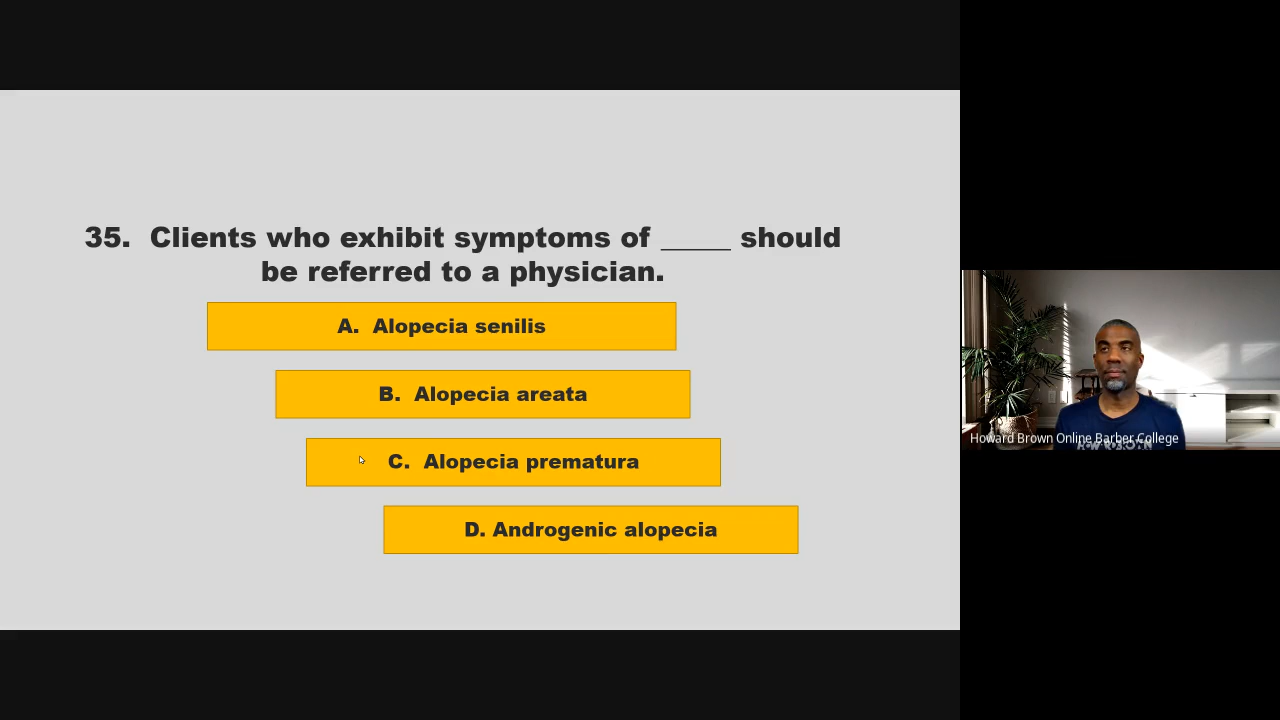 35. Clients who exhibit symptoms of _____ should
be referred to a physician.
A. Alopecia senilis
B. Alopecia areata
C. Alopecia prematura
D. Androgenic alopecia
Howard Brown Online Barber College